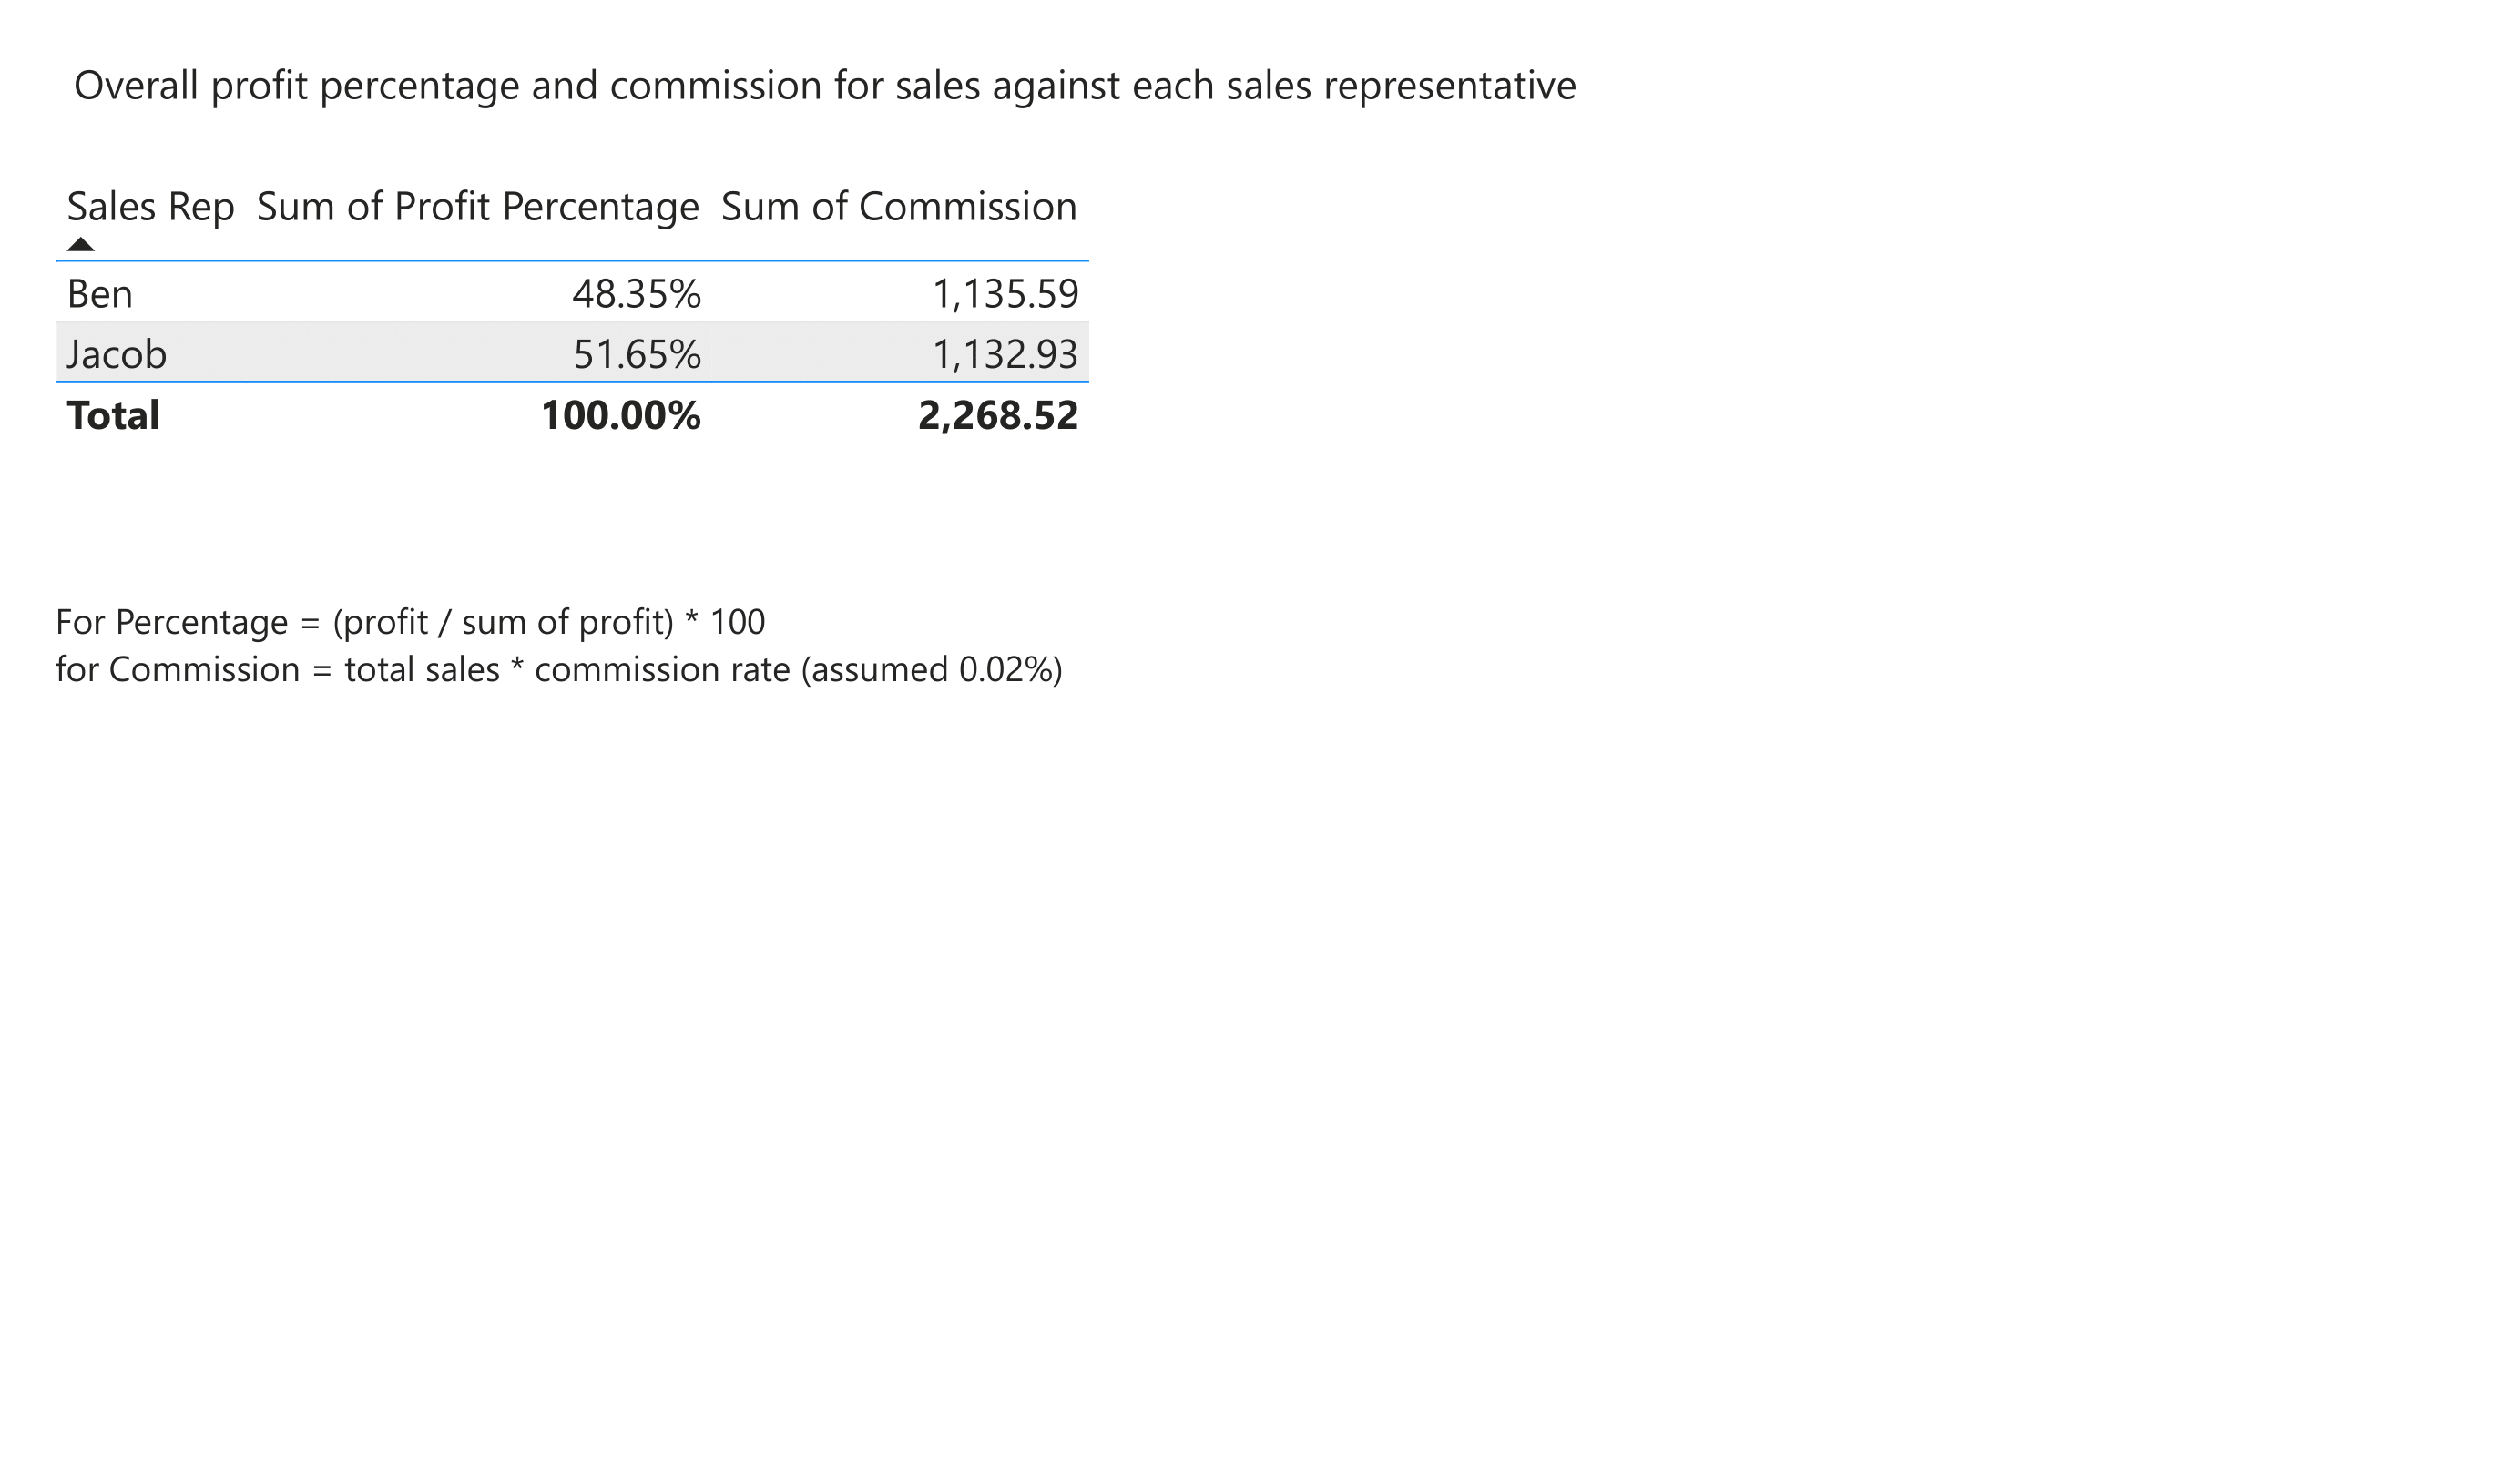 Overall profit percentage and commission for sales against each sales representative
Sales Rep Sum of Profit Percentage Sum of Commission
Ben 48.35% 1,135.59
Jacob 51.65% 1,132.93
Total 100.00% 2,268.52
For Percentage = (profit / sum of profit) * 100
for Commission = total sales * commission rate (assumed 0.02%)